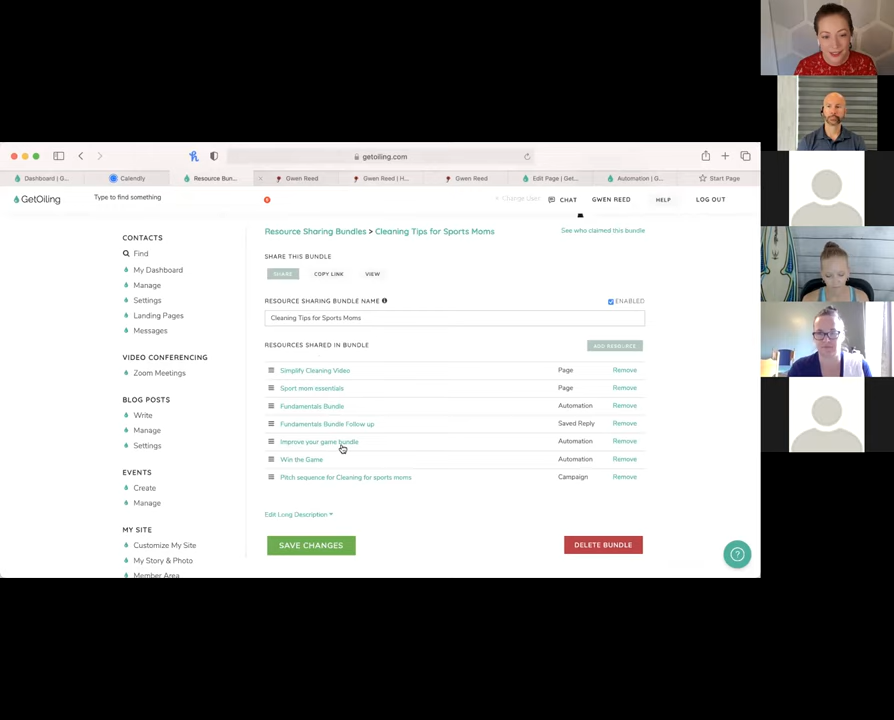 getoiling.com
Dashboard | G...
Calendly
Resource Bun...
Gwen Reed
Gwen Reed | H...
Gwen Reed
Edit Page | Get...
Automation | G...
Start Page
GetOiling
Type to find something
Change User
CHAT
GWEN REED
HELP
LOG OUT
CONTACTS
Find
My Dashboard
Manage
Settings
Landing Pages
Messages
VIDEO CONFERENCING
Zoom Meetings
BLOG POSTS
Write
Manage
Settings
EVENTS
Create
Manage
MY SITE
Customize My Site
My Story & Photo
Member Area
Resource Sharing Bundles > Cleaning Tips for Sports Moms
See who claimed this bundle
SHARE THIS BUNDLE
SHARE
COPY LINK
VIEW
RESOURCE SHARING BUNDLE NAME
ENABLED
Cleaning Tips for Sports Moms
RESOURCES SHARED IN BUNDLE
ADD RESOURCE
Simplify Cleaning Video Page Remove
Sport mom essentials Page Remove
Fundamentals Bundle Automation Remove
Fundamentals Bundle Follow up Saved Reply Remove
Improve your game bundle Automation Remove
Win the Game Automation Remove
Pitch sequence for Cleaning for sports moms Campaign Remove
Edit Long Description
SAVE CHANGES
DELETE BUNDLE